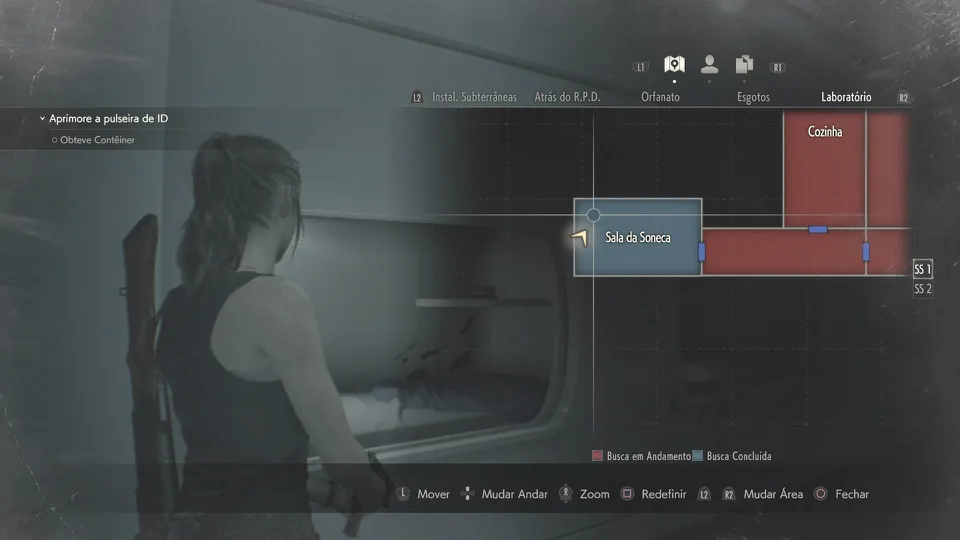 L1 R1
L2 Instal. Subterrâneas Atrás do R.P.D. Orfanato Esgotos Laboratório R2
Aprimore a pulseira de ID
Obteve Contêiner
Cozinha
Sala da Soneca
SS 1
SS 2
Busca em Andamento Busca Concluída
L Mover Mudar Andar R Zoom Redefinir L2 R2 Mudar Área Fechar